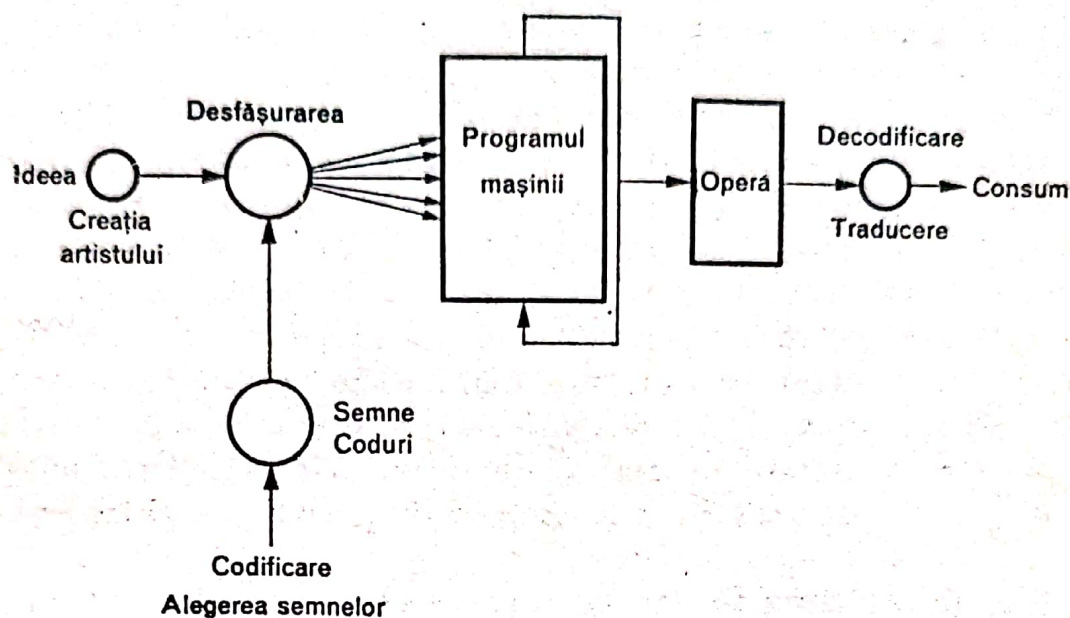 Desfășurarea
Ideea
Creația
artistului
Programul
mașinii
Operă
Decodificare
Traducere
Consum
Semne
Coduri
Codificare
Alegerea semnelor